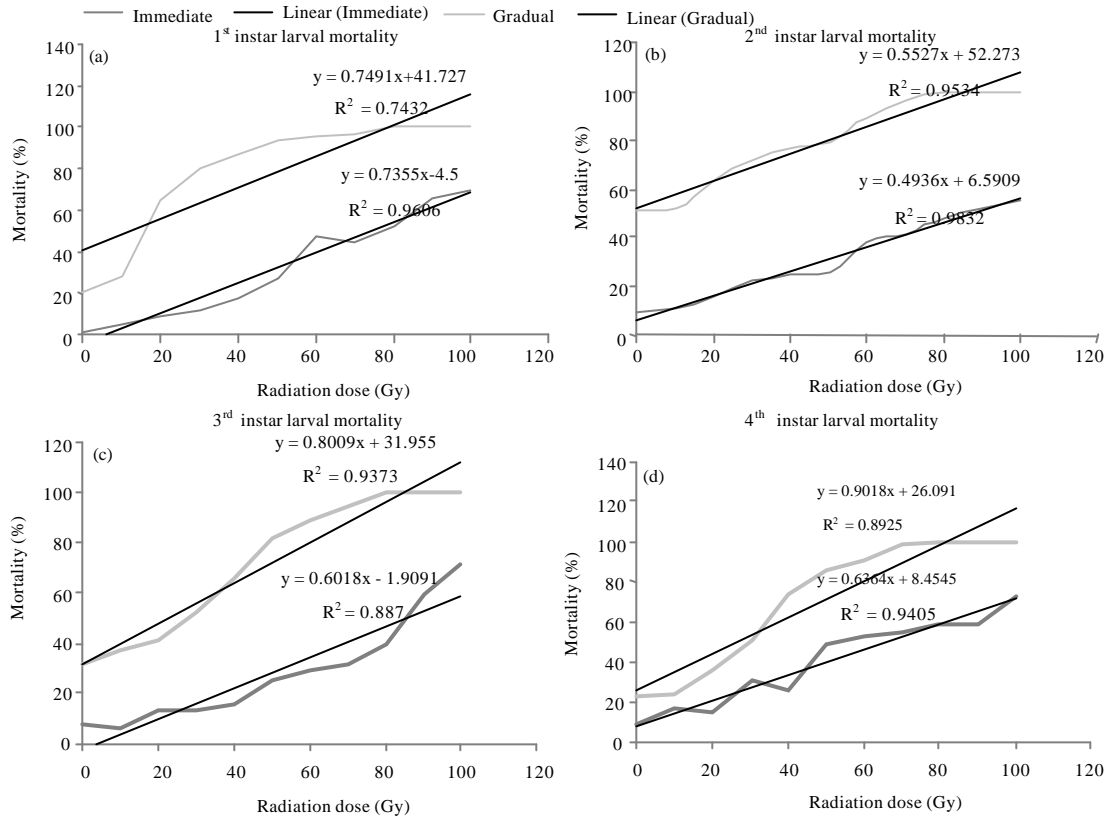 Immediate Linear (Immediate) Gradual Linear (Gradual)
1st instar larval mortality
(a)
140
120
100
80
60
40
20
0
Mortality (%)
y = 0.7491x+41.727
R2 = 0.7432
y = 0.7355x-4.5
R2 = 0.9606
0 20 40 60 80 100 120
Radiation dose (Gy)
2nd instar larval mortality
(b)
120
100
80
60
40
20
0
Mortality (%)
y = 0.5527x + 52.273
R2 = 0.9534
y = 0.4936x + 6.5909
R2 = 0.9832
0 20 40 60 80 100 120
Radiation dose (Gy)
3rd instar larval mortality
(c)
120
100
80
60
40
20
0
Mortality (%)
y = 0.8009x + 31.955
R2 = 0.9373
y = 0.6018x - 1.9091
R2 = 0.887
0 20 40 60 80 100 120
Radiation dose (Gy)
4th instar larval mortality
(d)
140
120
100
80
60
40
20
0
Mortality (%)
y = 0.9018x + 26.091
R2 = 0.8925
y = 0.6364x + 8.4545
R2 = 0.9405
0 20 40 60 80 100 120
Radiation dose (Gy)